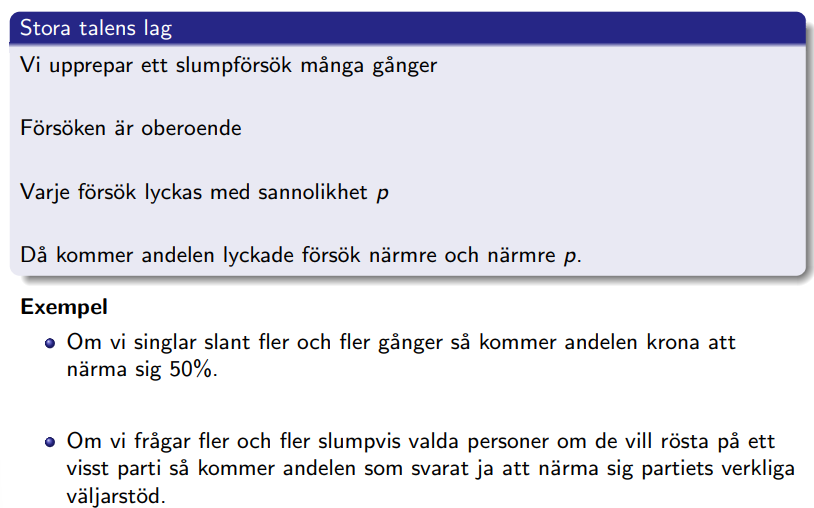 Stora talens lag
Vi upprepar ett slumpförsök många gånger
Försöken är oberoende
Varje försök lyckas med sannolikhet p
Då kommer andelen lyckade försök närmre och närmre p.
Exempel
Om vi singlar slant fler och fler gånger så kommer andelen krona att
närma sig 50%.
Om vi frågar fler och fler slumpvis valda personer om de vill rösta på ett
visst parti så kommer andelen som svarat ja att närma sig partiets verkliga
väljarstöd.